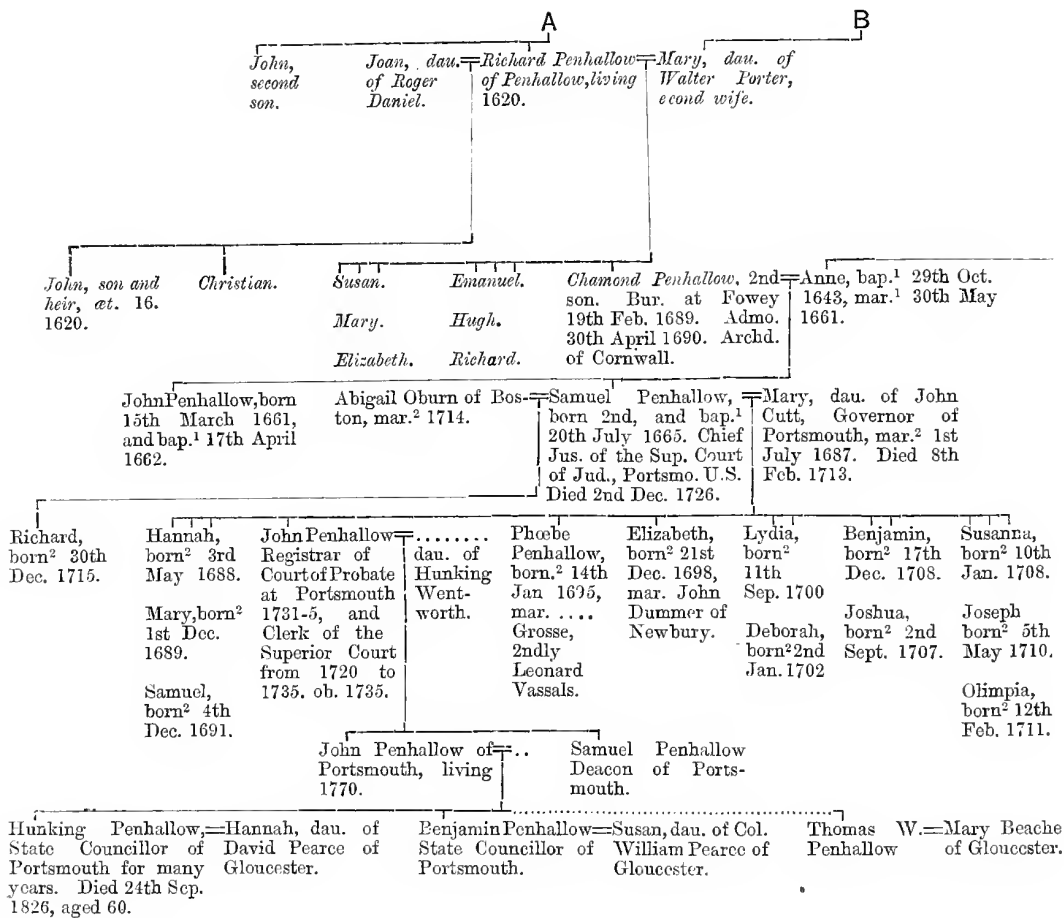 A
B
John,
second
son.
Joan, dau.
of Roger
Daniel.
Richard Penhallow
of Penhallow, living
1620.
Mary, dau. of
Walter Porter,
econd wife.
John, son and
heir, æt. 16.
1620.
Christian.
Susan.
Mary.
Elizabeth.
Emanuel.
Hugh.
Richard.
Chamond Penhallow, 2nd
son. Bur. at Fowey
19th Feb. 1689. Admo.
30th April 1690. Archd.
of Cornwall.
Anne, bap.¹ 29th Oct.
1643, mar.¹ 30th May
1661.
John Penhallow, born
15th March 1661,
and bap.¹ 17th April
1662.
Abigail Oburn of Bos-
ton, mar.² 1714.
Samuel Penhallow,
born 2nd, and bap.¹
20th July 1665. Chief
Jus. of the Sup. Court
of Jud., Portsmo. U.S.
Died 2nd Dec. 1726.
Mary, dau. of John
Cutt, Governor of
Portsmouth, mar.² 1st
July 1687. Died 8th
Feb. 1713.
Richard,
born² 30th
Dec. 1715.
Hannah,
born² 3rd
May 1688.
Mary, born²
1st Dec.
1689.
Samuel,
born² 4th
Dec. 1691.
John Penhallow
Registrar of
Court of Probate
at Portsmouth
1731-5, and
Clerk of the
Superior Court
from 1720 to
1735. ob. 1735.
........
dau. of
Hunking
Went-
worth.
Phoebe
Penhallow,
born.² 14th
Jan 1695,
mar. ....
Grosse,
2ndly
Leonard
Vassals.
Elizabeth,
born² 21st
Dec. 1698,
mar. John
Dummer of
Newbury.
Lydia,
born²
11th
Sep. 1700
Deborah,
born² 2nd
Jan. 1702
Benjamin,
born² 17th
Dec. 1708.
Joshua,
born² 2nd
Sept. 1707.
Susanna,
born² 10th
Jan. 1708.
Joseph
born² 5th
May 1710.
Olimpia,
born² 12th
Feb. 1711.
John Penhallow of
Portsmouth, living
1770.
..
Samuel Penhallow
Deacon of Ports-
mouth.
Hunking Penhallow,
State Councillor of
Portsmouth for many
years. Died 24th Sep.
1826, aged 60.
Hannah, dau. of
David Pearce of
Gloucester.
Benjamin Penhallow
State Councillor of
Portsmouth.
Susan, dau. of Col.
William Pearce of
Gloucester.
Thomas W.
Penhallow
Mary Beache
of Gloucester.